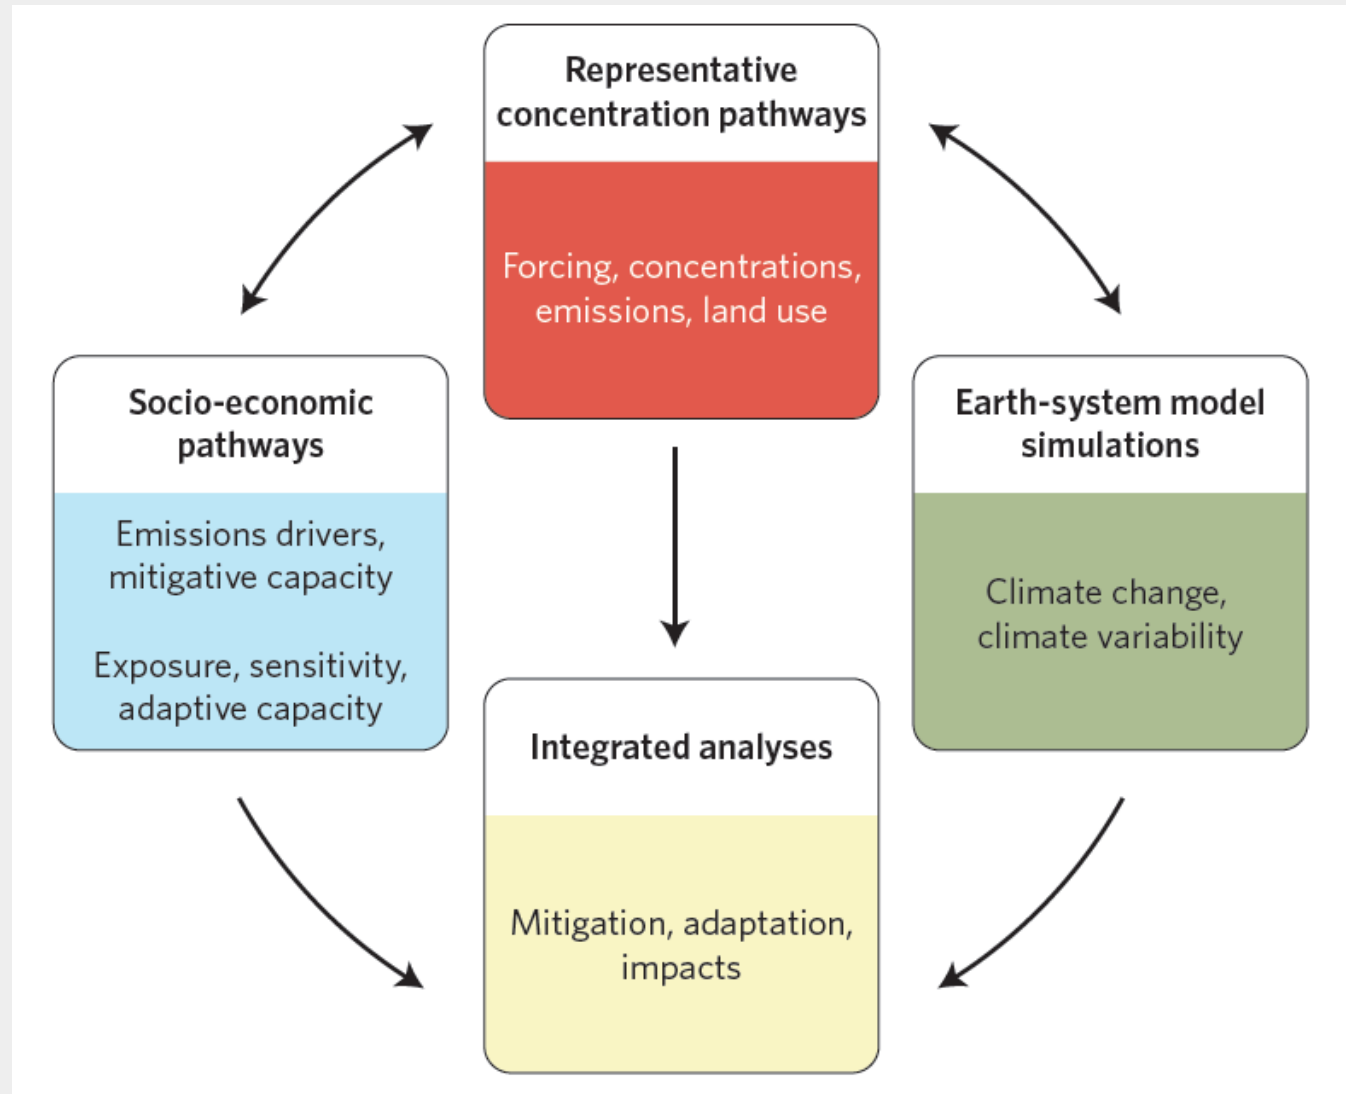 Representative
concentration pathways
Forcing, concentrations,
emissions, land use
Socio-economic
pathways
Emissions drivers,
mitigative capacity
Exposure, sensitivity,
adaptive capacity
Earth-system model
simulations
Climate change,
climate variability
Integrated analyses
Mitigation, adaptation,
impacts